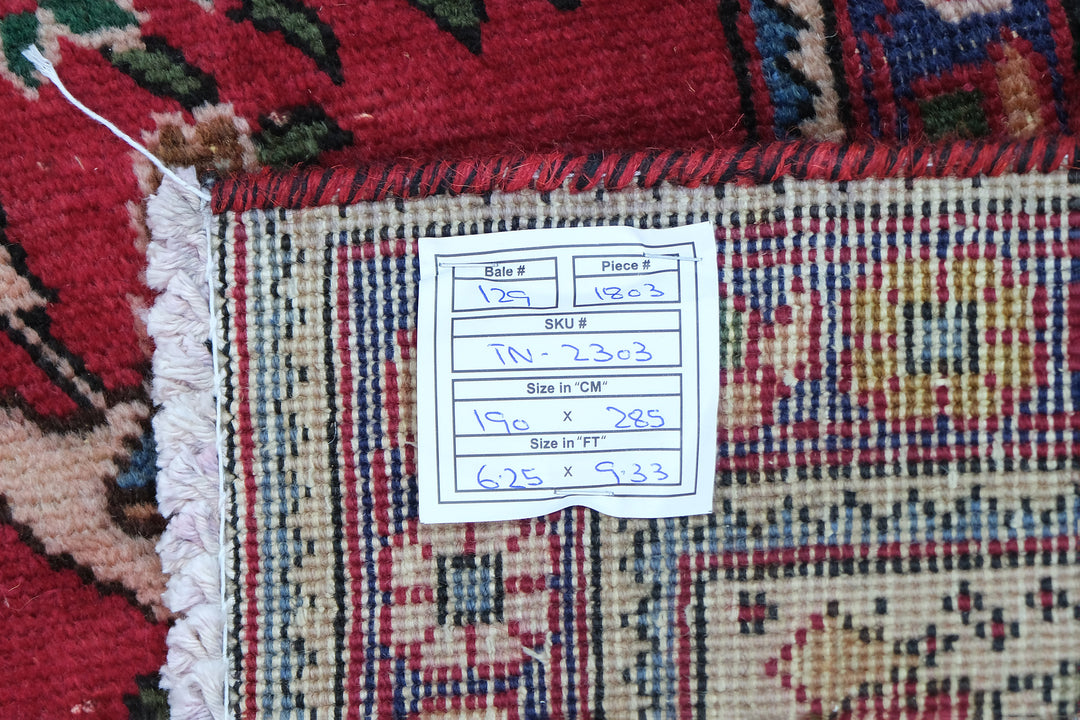 Bale # Piece #
129 1803
SKU #
TN - 2303
Size in "CM"
190 x 285
Size in "FT"
6.25 x 9.33